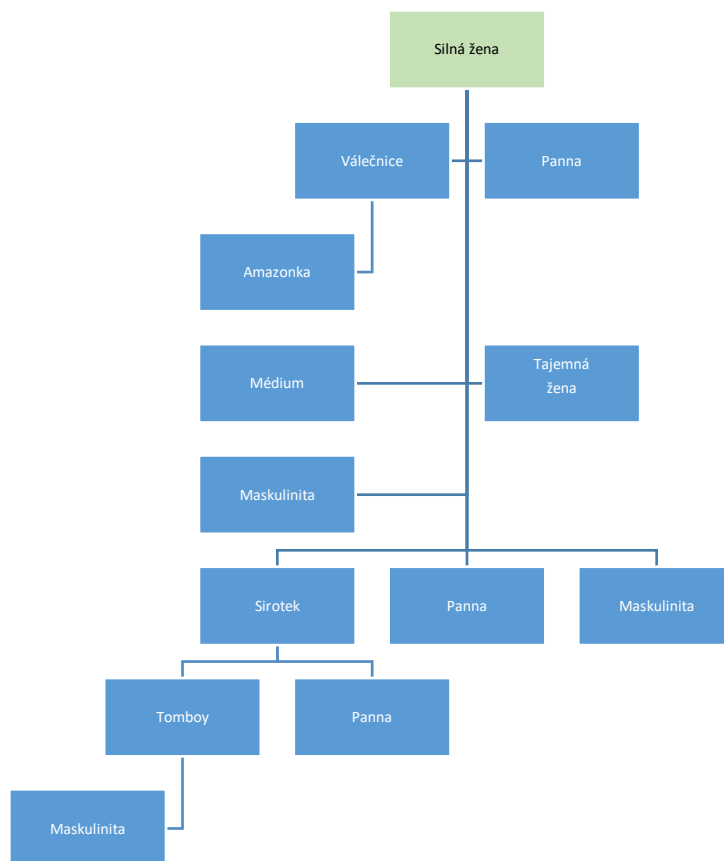 Silná žena
Válečnice
Panna
Amazonka
Médium
Tajemná
žena
Maskulinita
Sirotek
Panna
Maskulinita
Tomboy
Panna
Maskulinita